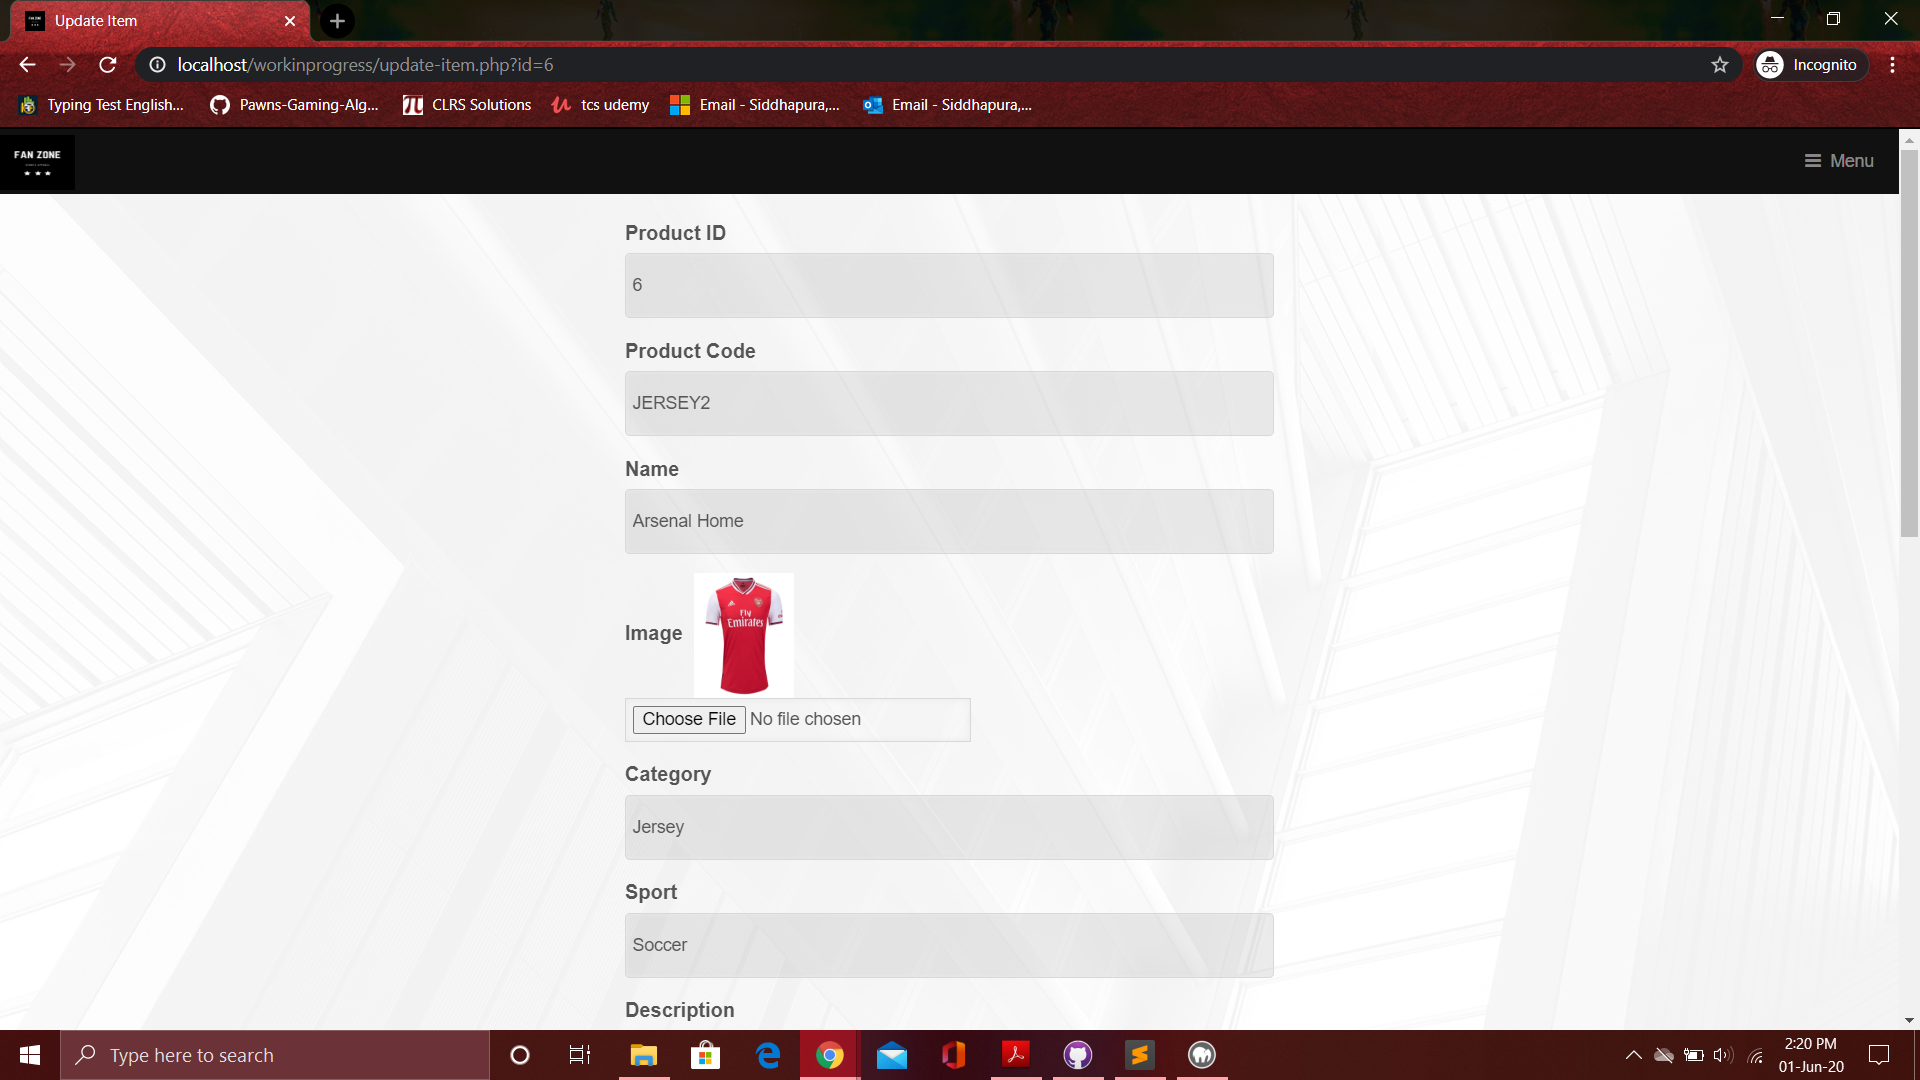 Update Item
localhost/workinprogress/update-item.php?id=6
Incognito
Typing Test English...
Pawns-Gaming-Alg...
CLRS Solutions
tcs udemy
Email - Siddhapura,...
Email - Siddhapura,...
FAN ZONE
Menu
Product ID
6
Product Code
JERSEY2
Name
Arsenal Home
Image
Fly
Emirates
Choose File No file chosen
Category
Jersey
Sport
Soccer
Description
Type here to search
2:20 PM
01-Jun-20